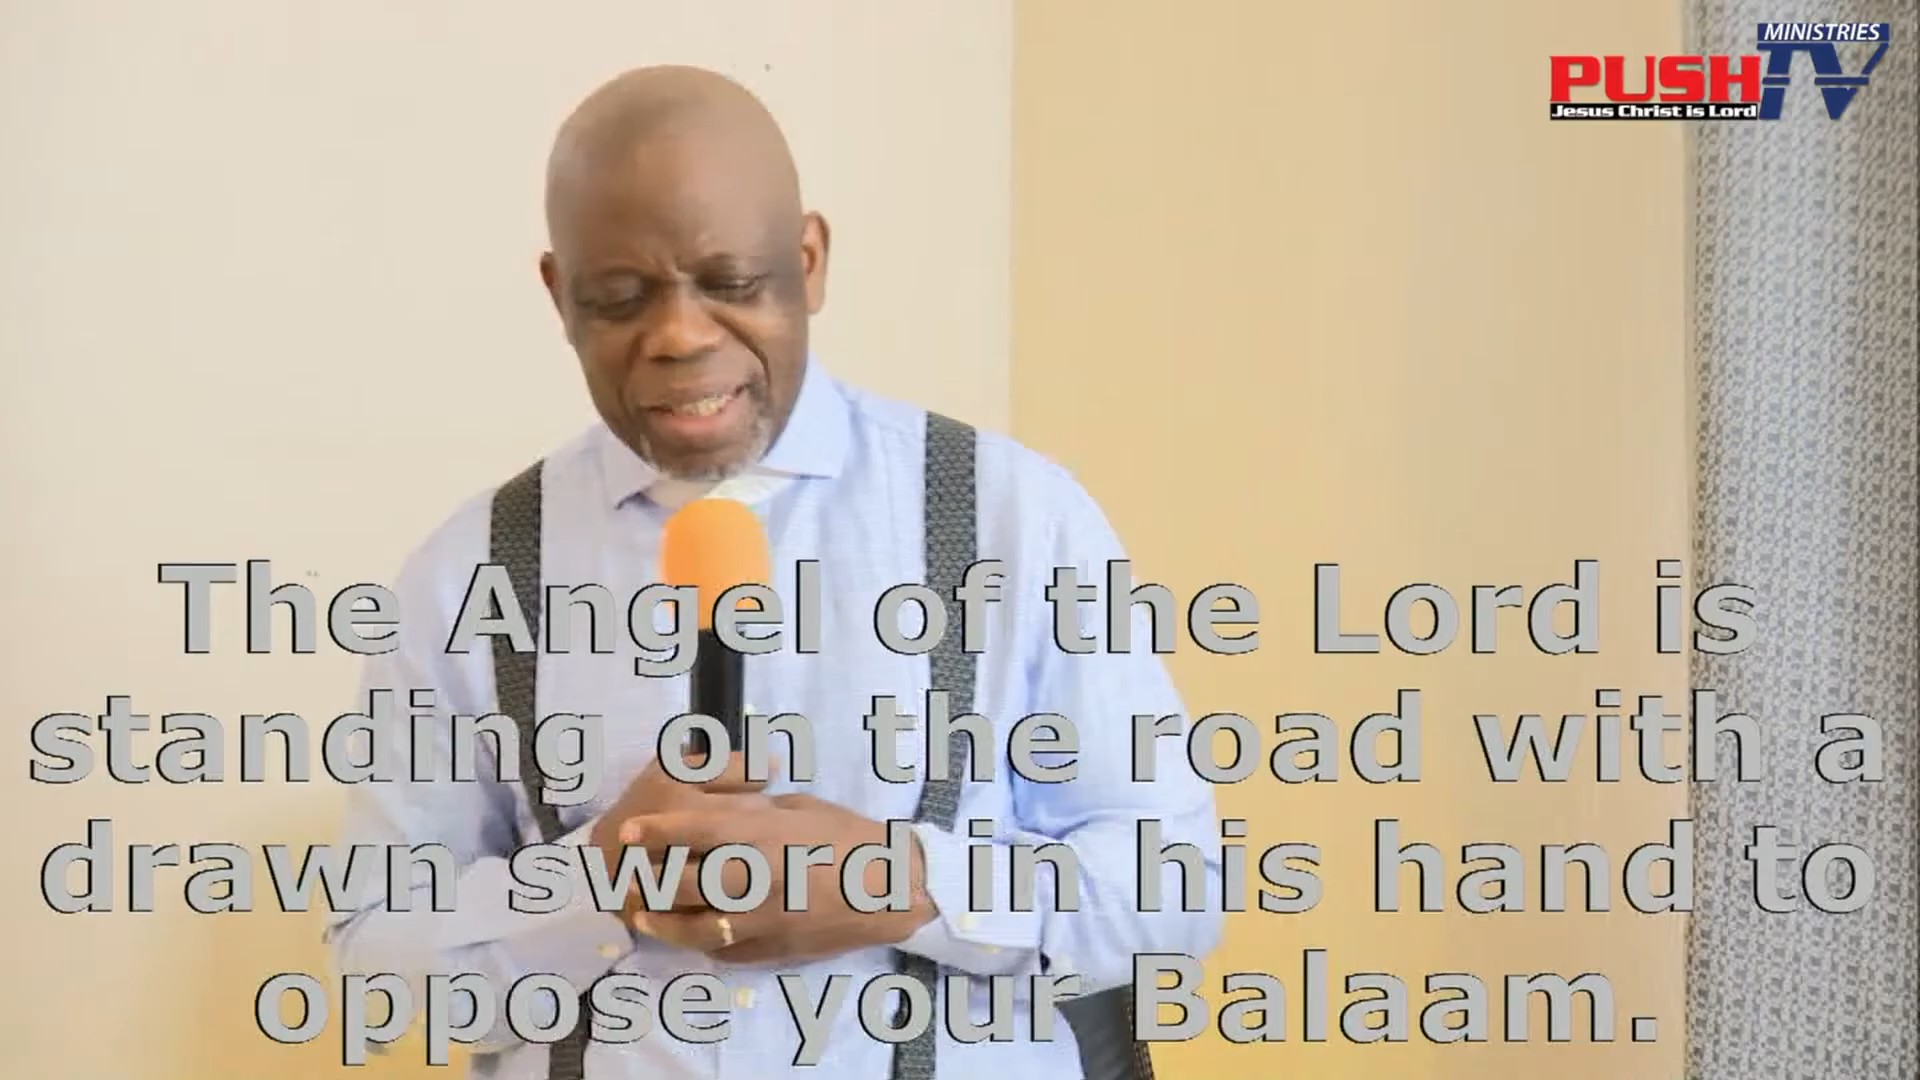 MINISTRIES
PUSH TV
Jesus Christ is Lord
The Angel of the Lord is
standing on the road with a
drawn sword in his hand to
oppose your Balaam.